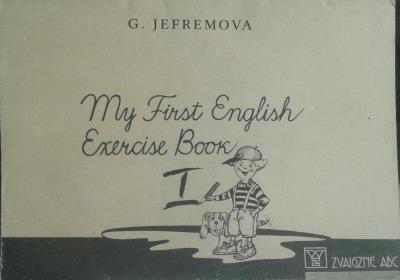 G. JEFREMOVA
My First English
Exercise Book
I
ZVAIGZNE ABC